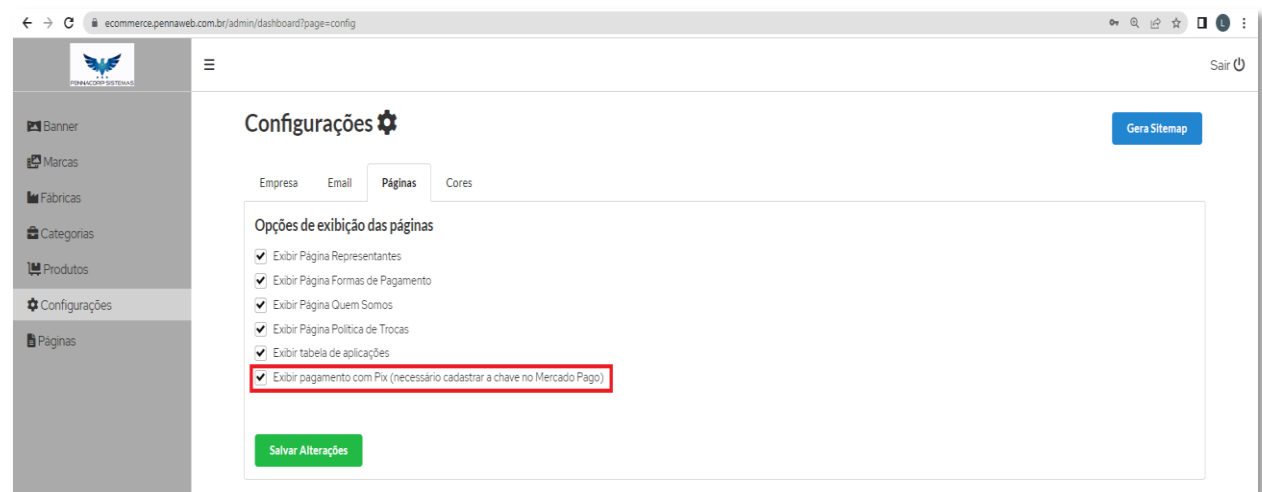 ecommerce.pennaweb.com.br/admin/dashboard?page=config
L
PENNACORP SISTEMAS
Sair
Banner
Marcas
Fábricas
Categorias
Produtos
Configurações
Páginas
Configurações
Gera Sitemap
Empresa Email Páginas Cores
Opções de exibição das páginas
Exibir Página Representantes
Exibir Página Formas de Pagamento
Exibir Página Quem Somos
Exibir Página Politica de Trocas
Exibir tabela de aplicações
Exibir pagamento com Pix (necessário cadastrar a chave no Mercado Pago)
Salvar Alterações